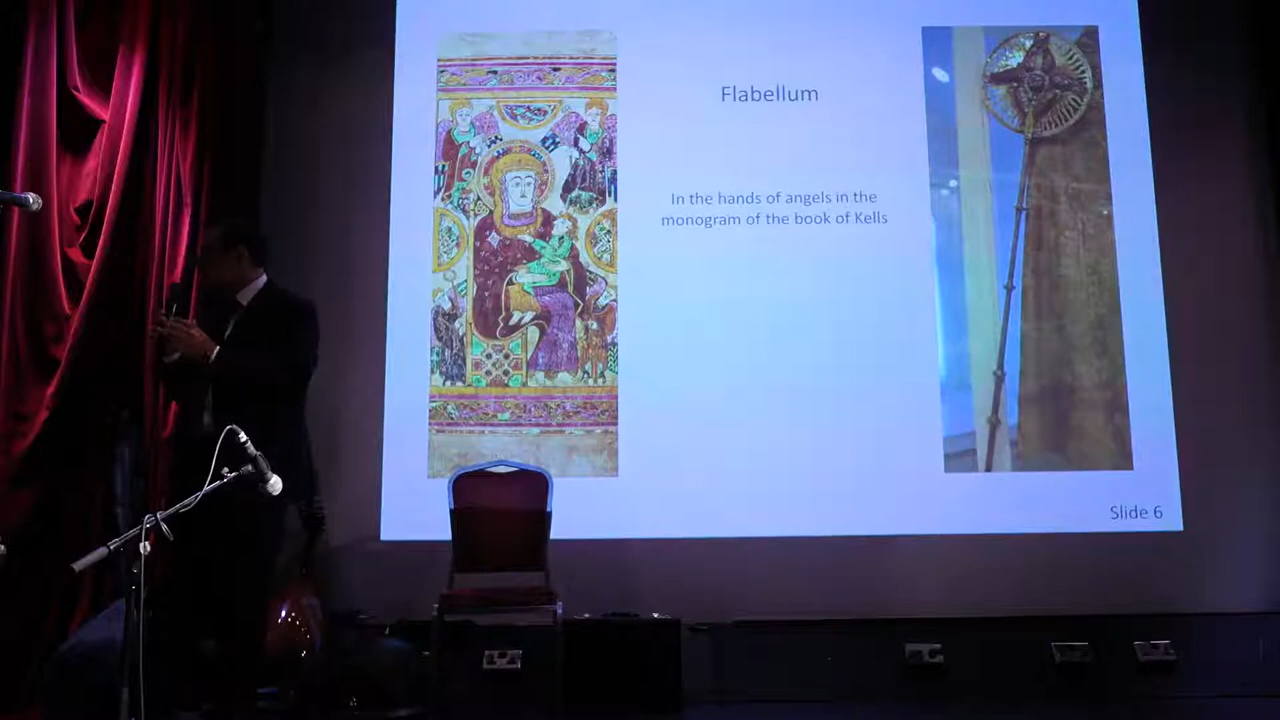 Flabellum
In the hands of angels in the
monogram of the book of Kells
Slide 6